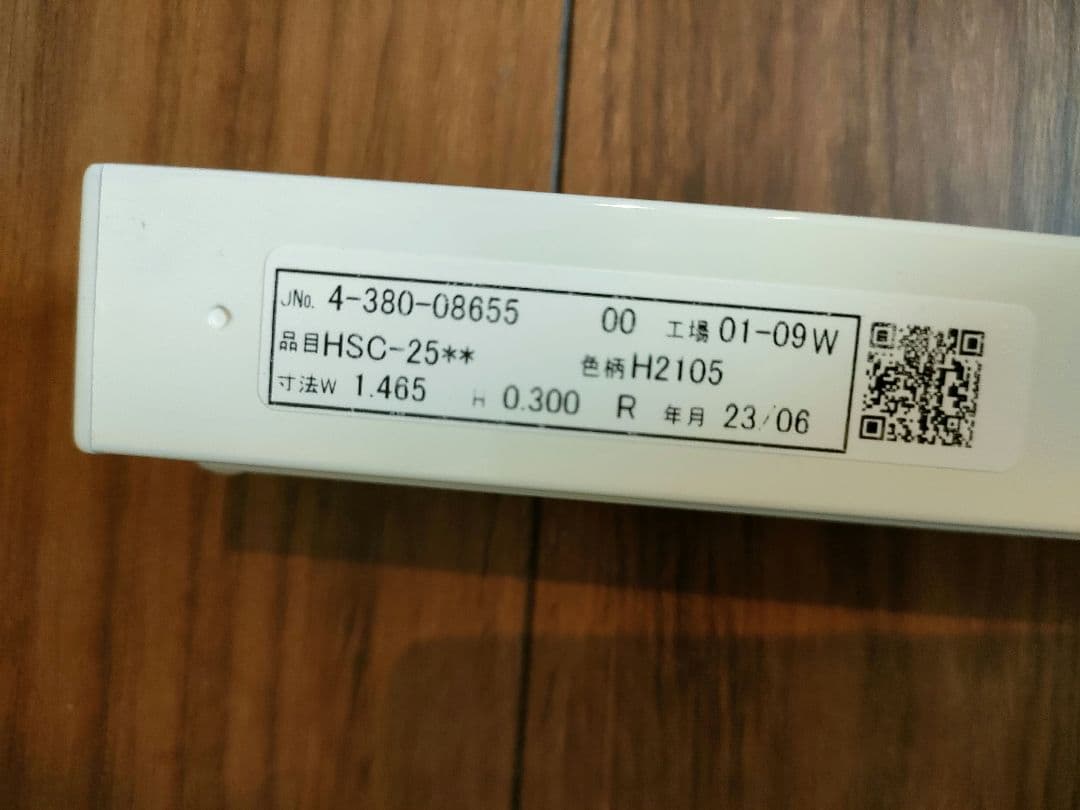 JNo. 4-380-08655 00 工場 01-09W
品目HSC-25** 色柄H2105
寸法W 1.465 H 0.300 R 年月 23/06